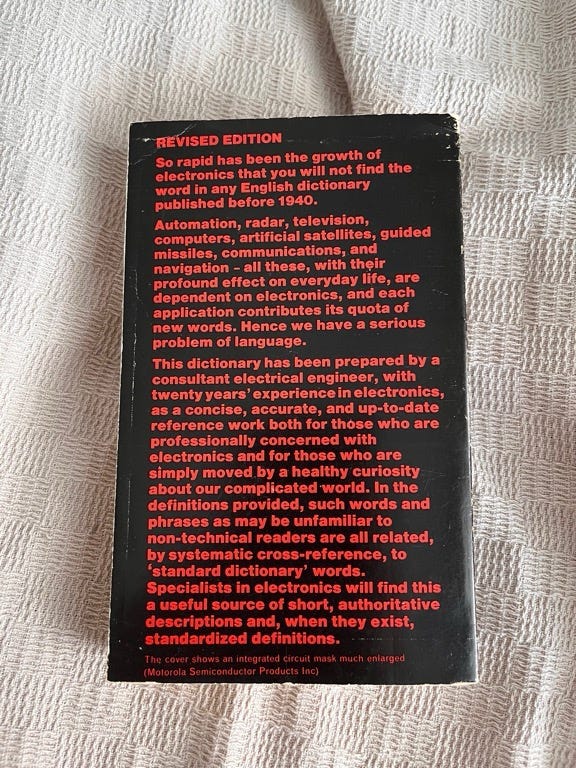 REVISED EDITION
So rapid has been the growth of
electronics that you will not find the
word in any English dictionary
published before 1940.
Automation, radar, television,
computers, artificial satellites, guided
missiles, communications, and
navigation – all these, with their
profound effect on everyday life, are
dependent on electronics, and each
application contributes its quota of
new words. Hence we have a serious
problem of language.
This dictionary has been prepared by a
consultant electrical engineer, with
twenty years' experience in electronics,
as a concise, accurate, and up-to-date
reference work both for those who are
professionally concerned with
electronics and for those who are
simply moved by a healthy curiosity
about our complicated world. In the
definitions provided, such words and
phrases as may be unfamiliar to
non-technical readers are all related,
by systematic cross-reference, to
'standard dictionary' words.
Specialists in electronics will find this
a useful source of short, authoritative
descriptions and, when they exist,
standardized definitions.
The cover shows an integrated circuit mask much enlarged
(Motorola Semiconductor Products Inc)